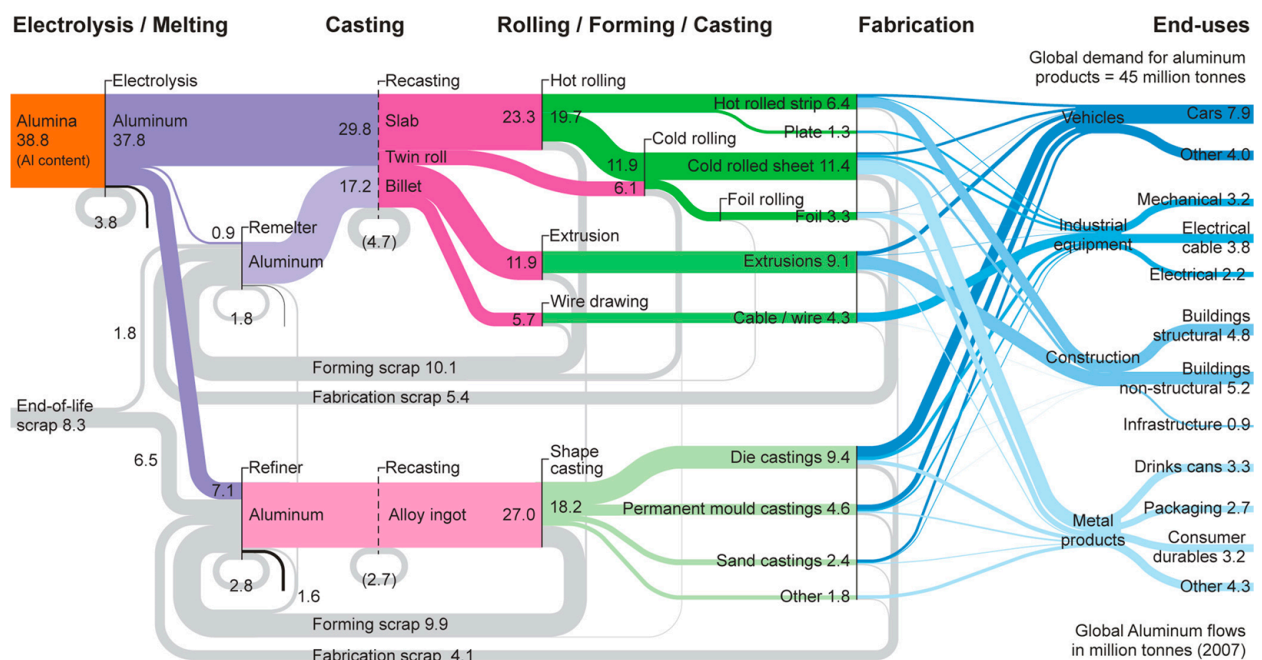 Electrolysis / Melting
Casting
Rolling / Forming / Casting
Fabrication
End-uses
Global demand for aluminum
products = 45 million tonnes
Alumina
38.8
(Al content)
Electrolysis
Aluminum
37.8
3.8
0.9
Remelter
Aluminum
1.8
1.8
End-of-life
scrap 8.3
6.5
7.1
Refiner
Aluminum
2.8
1.6
Recasting
29.8
17.2
(4.7)
Slab
Twin roll
Billet
23.3
Hot rolling
19.7
Cold rolling
11.9
6.1
Foil rolling
Extrusion
11.9
Wire drawing
5.7
Forming scrap 10.1
Fabrication scrap 5.4
Recasting
Alloy ingot
27.0
(2.7)
Shape
casting
18.2
Forming scrap 9.9
Fabrication scrap 4.1
Hot rolled strip 6.4
Plate 1.3
Cold rolled sheet 11.4
Foil 3.3
Extrusions 9.1
Cable / wire 4.3
Die castings 9.4
Permanent mould castings 4.6
Sand castings 2.4
Other 1.8
Vehicles
Cars 7.9
Other 4.0
Industrial
equipment
Mechanical 3.2
Electrical
cable 3.8
Electrical 2.2
Construction
Buildings
structural 4.8
Buildings
non-structural 5.2
Infrastructure 0.9
Metal
products
Drinks cans 3.3
Packaging 2.7
Consumer
durables 3.2
Other 4.3
Global Aluminum flows
in million tonnes (2007)